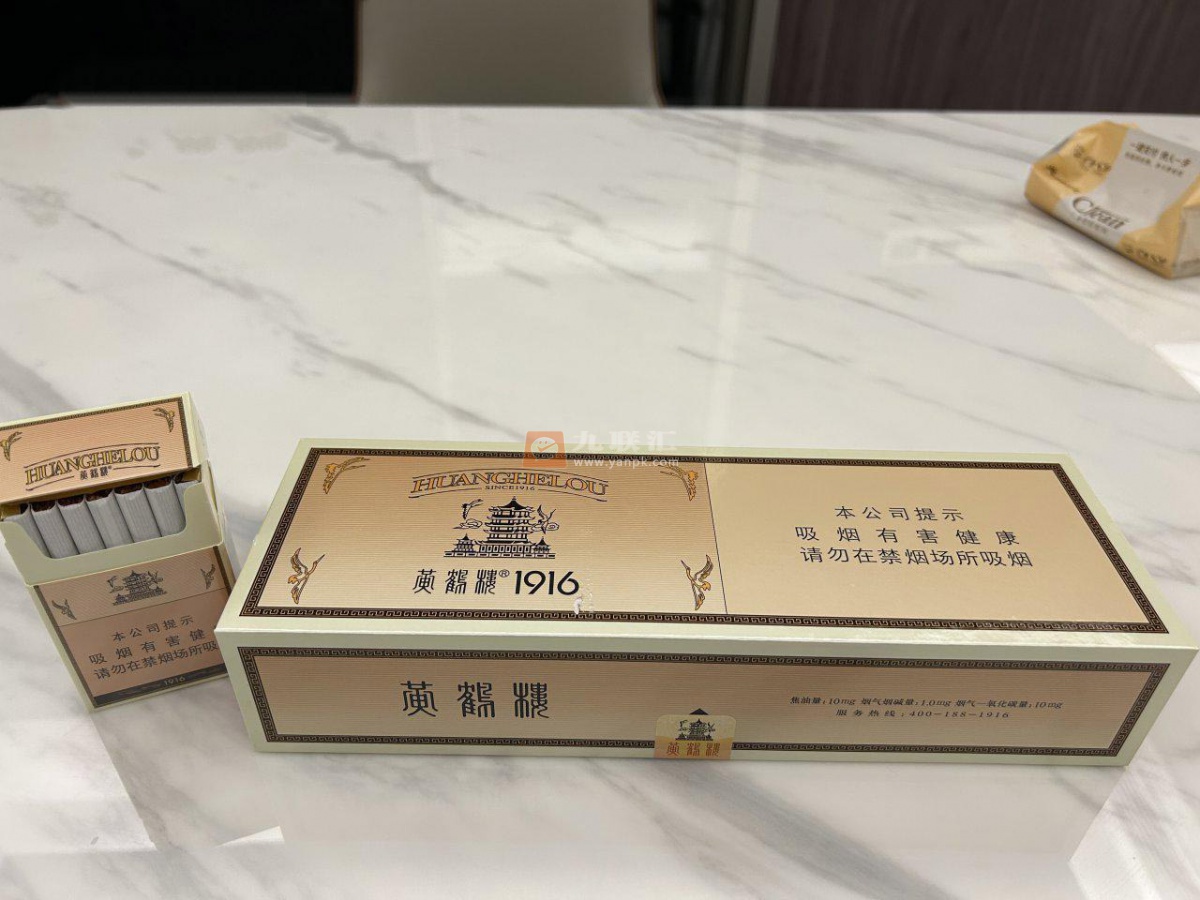 HUANGHELOU
SINCE1916
黄鹤楼® 1916
本公司提示
吸烟有害健康
请勿在禁烟场所吸烟
黄鹤楼
焦油量:10mg 烟气烟碱量:1.0mg 烟气一氧化碳量:10mg
服务热线:400-188-1916
黄鹤楼
HUANGHELOU
黄鹤楼
本公司提示
吸烟有害健
请勿在禁烟场所吸
1916
Clean
九联汇
www.yanpk.com